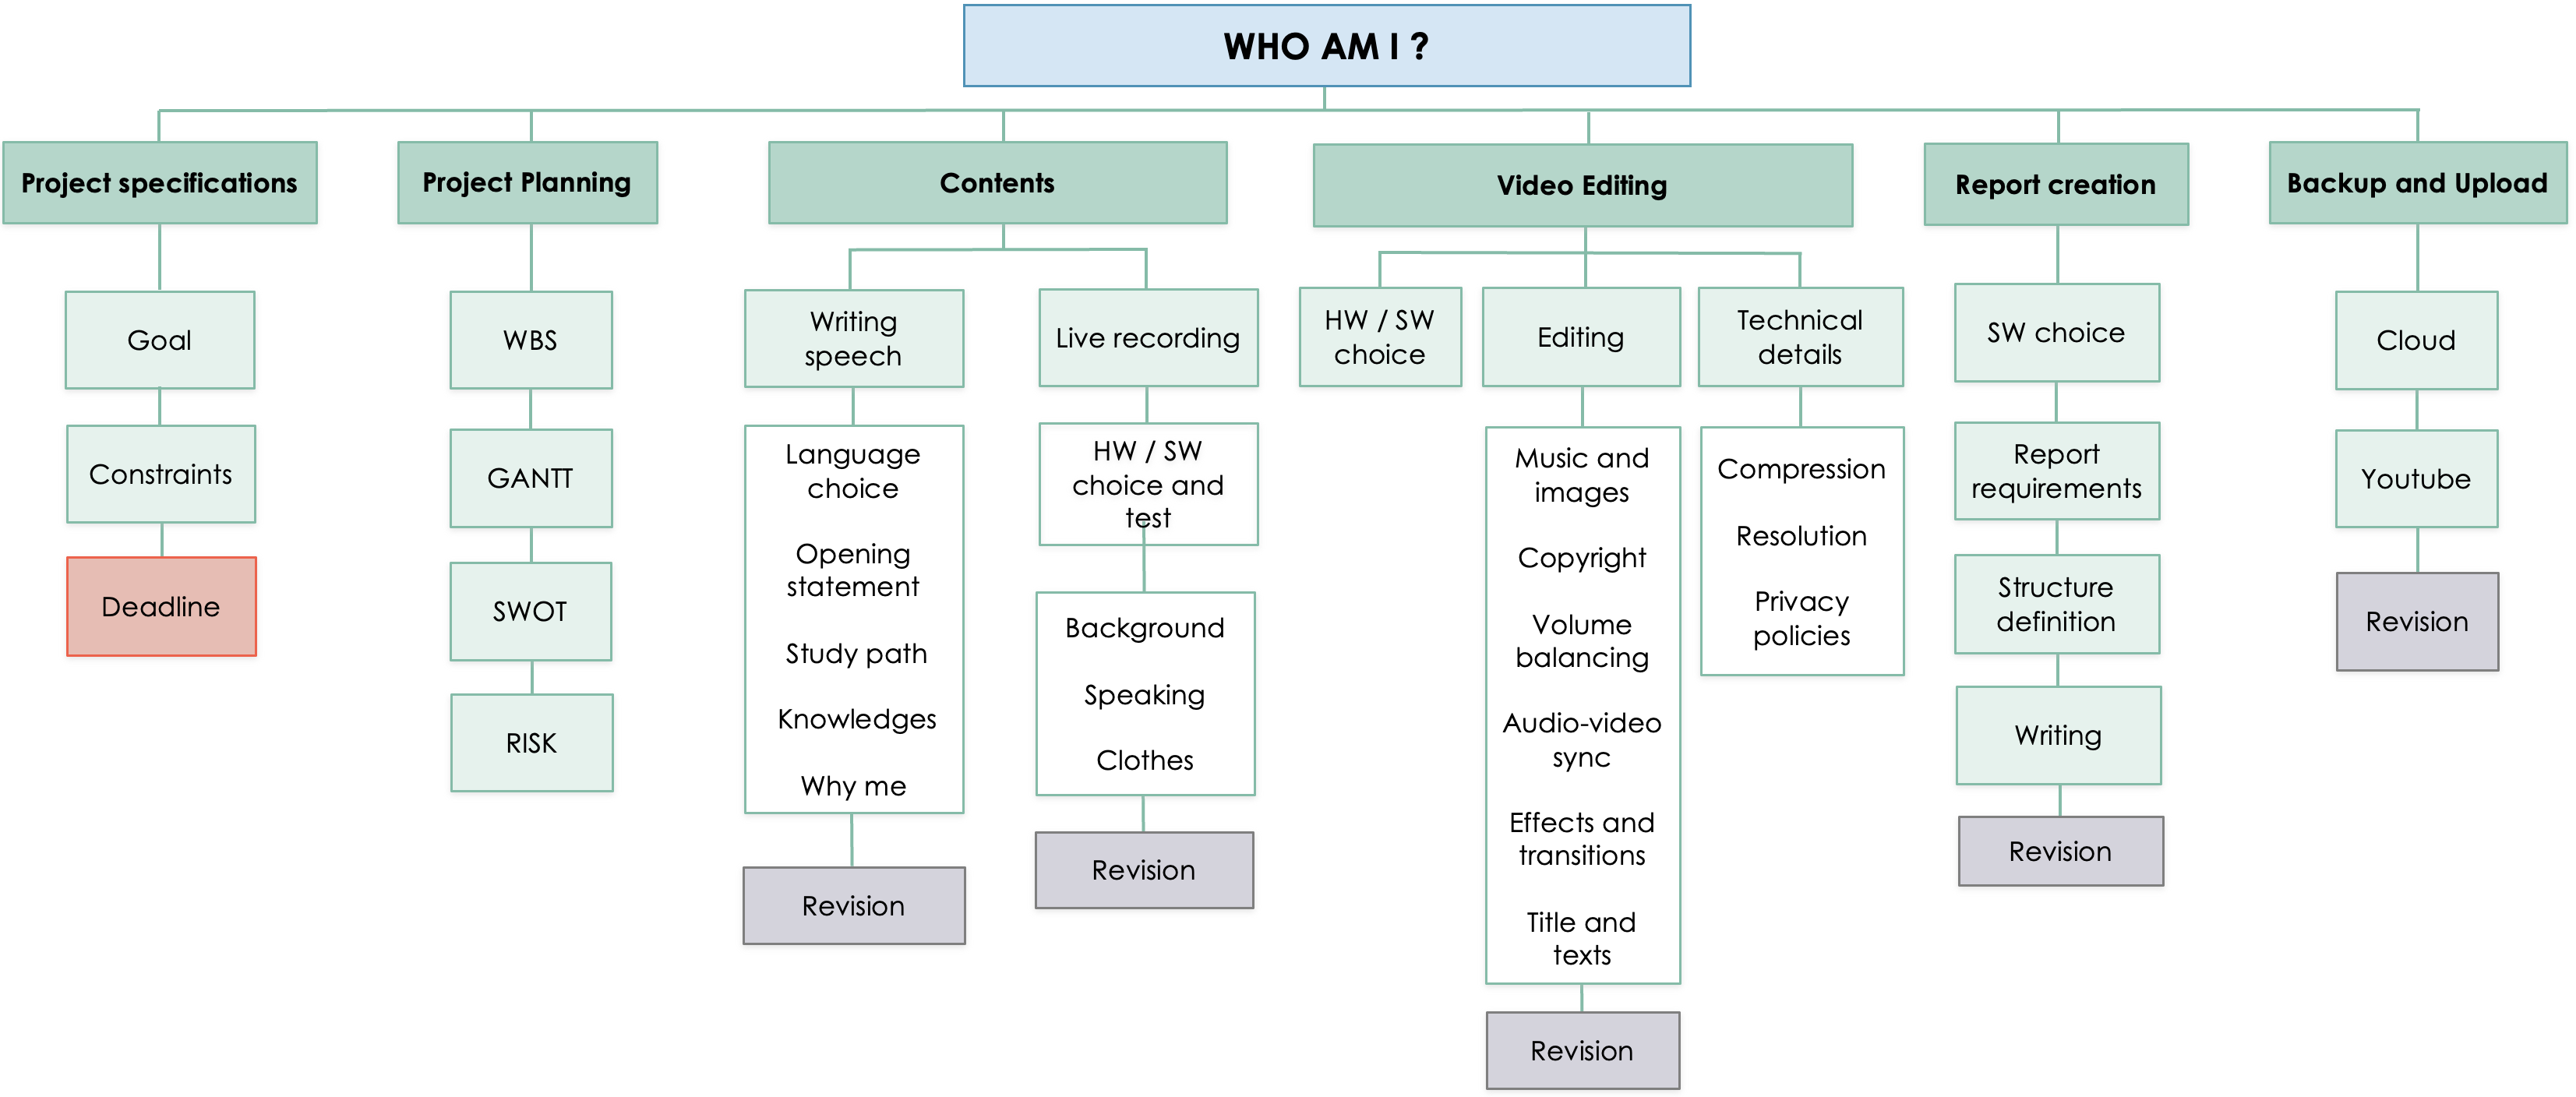 WHO AM I ?
Project specifications
Goal
Constraints
Deadline
Project Planning
WBS
GANTT
SWOT
RISK
Contents
Writing
speech
Language
choice
Opening
statement
Study path
Knowledges
Why me
Revision
Live recording
HW / SW
choice and
test
Background
Speaking
Clothes
Revision
Video Editing
HW / SW
choice
Editing
Music and
images
Copyright
Volume
balancing
Audio-video
sync
Effects and
transitions
Title and
texts
Revision
Technical
details
Compression
Resolution
Privacy
policies
Report creation
SW choice
Report
requirements
Structure
definition
Writing
Revision
Backup and Upload
Cloud
Youtube
Revision